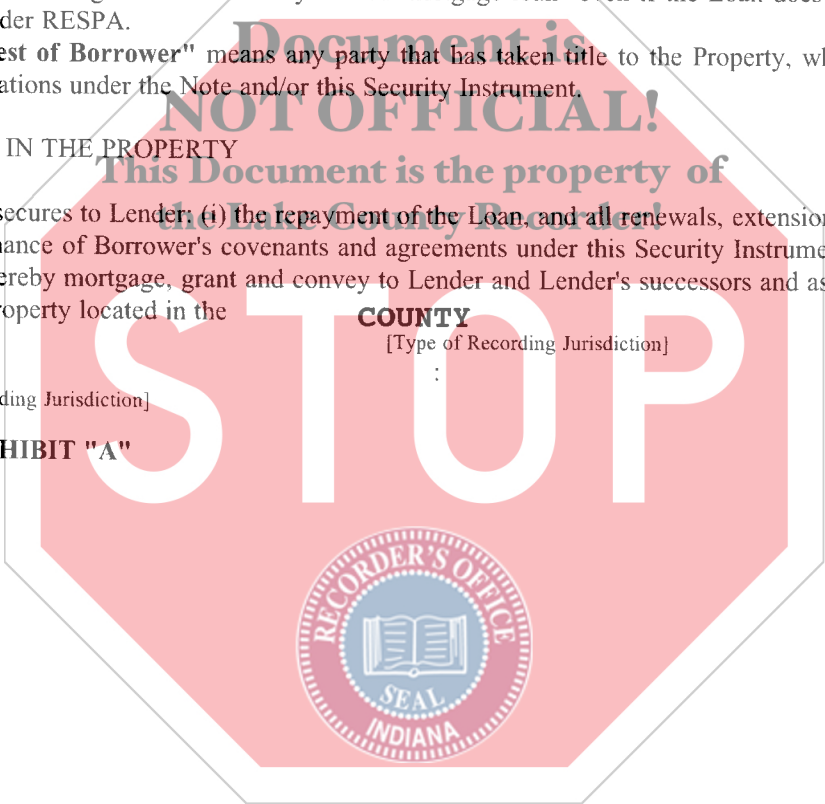 der RESPA.
Document is
est of Borrower" means any party that has taken title to the Property, wh
ations under the Note and/or this Security Instrument.
NOT OFFICIAL!
IN THE PROPERTY
This Document is the property of
secures to Lender: (i) the repayment of the Loan, and all renewals, extension
the Lake County Recorder!
nance of Borrower's covenants and agreements under this Security Instrume
ereby mortgage, grant and convey to Lender and Lender's successors and as
roperty located in the COUNTY
[Type of Recording Jurisdiction]
:
ding Jurisdiction]
HIBIT "A"
STOP
RECORDER'S OFFICE
SEAL
INDIANA